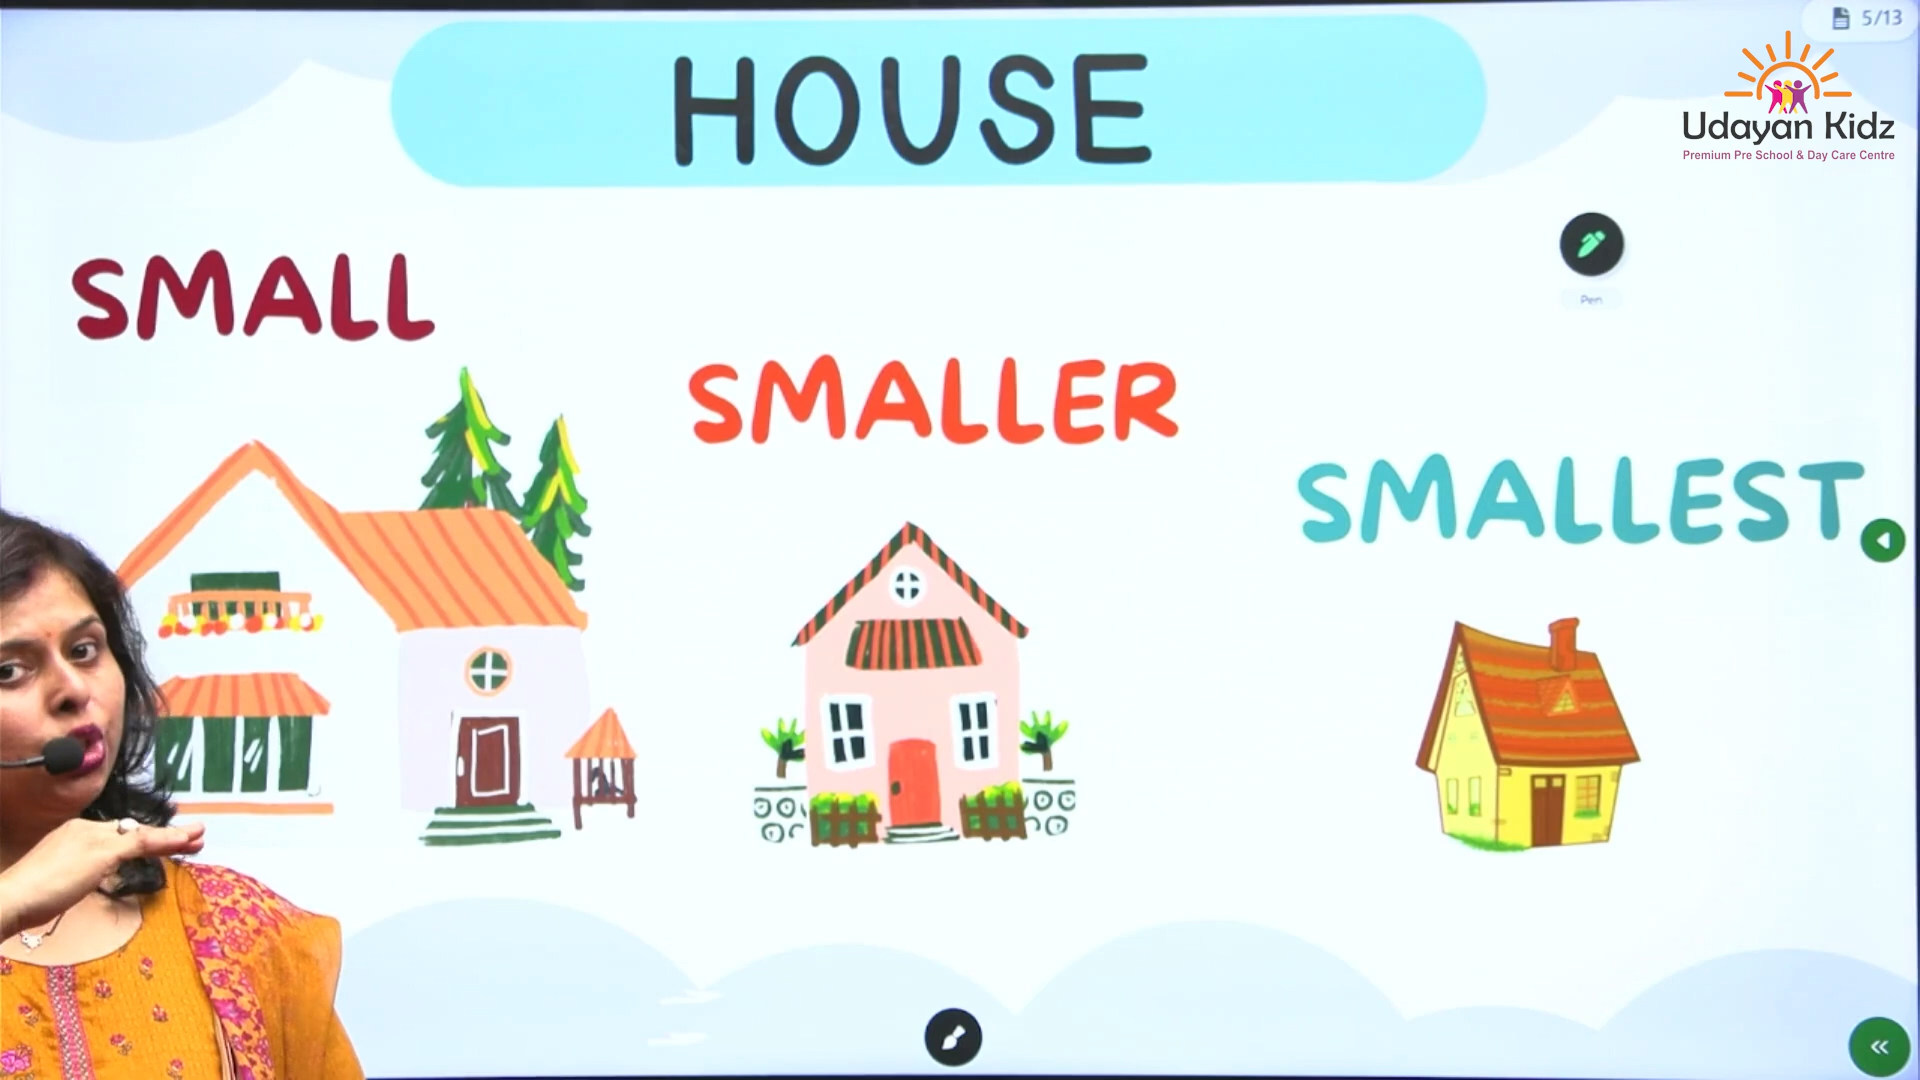 5/13
Udayan Kidz
Premium Pre School & Day Care Centre
HOUSE
Pen
SMALL
SMALLER
SMALLEST